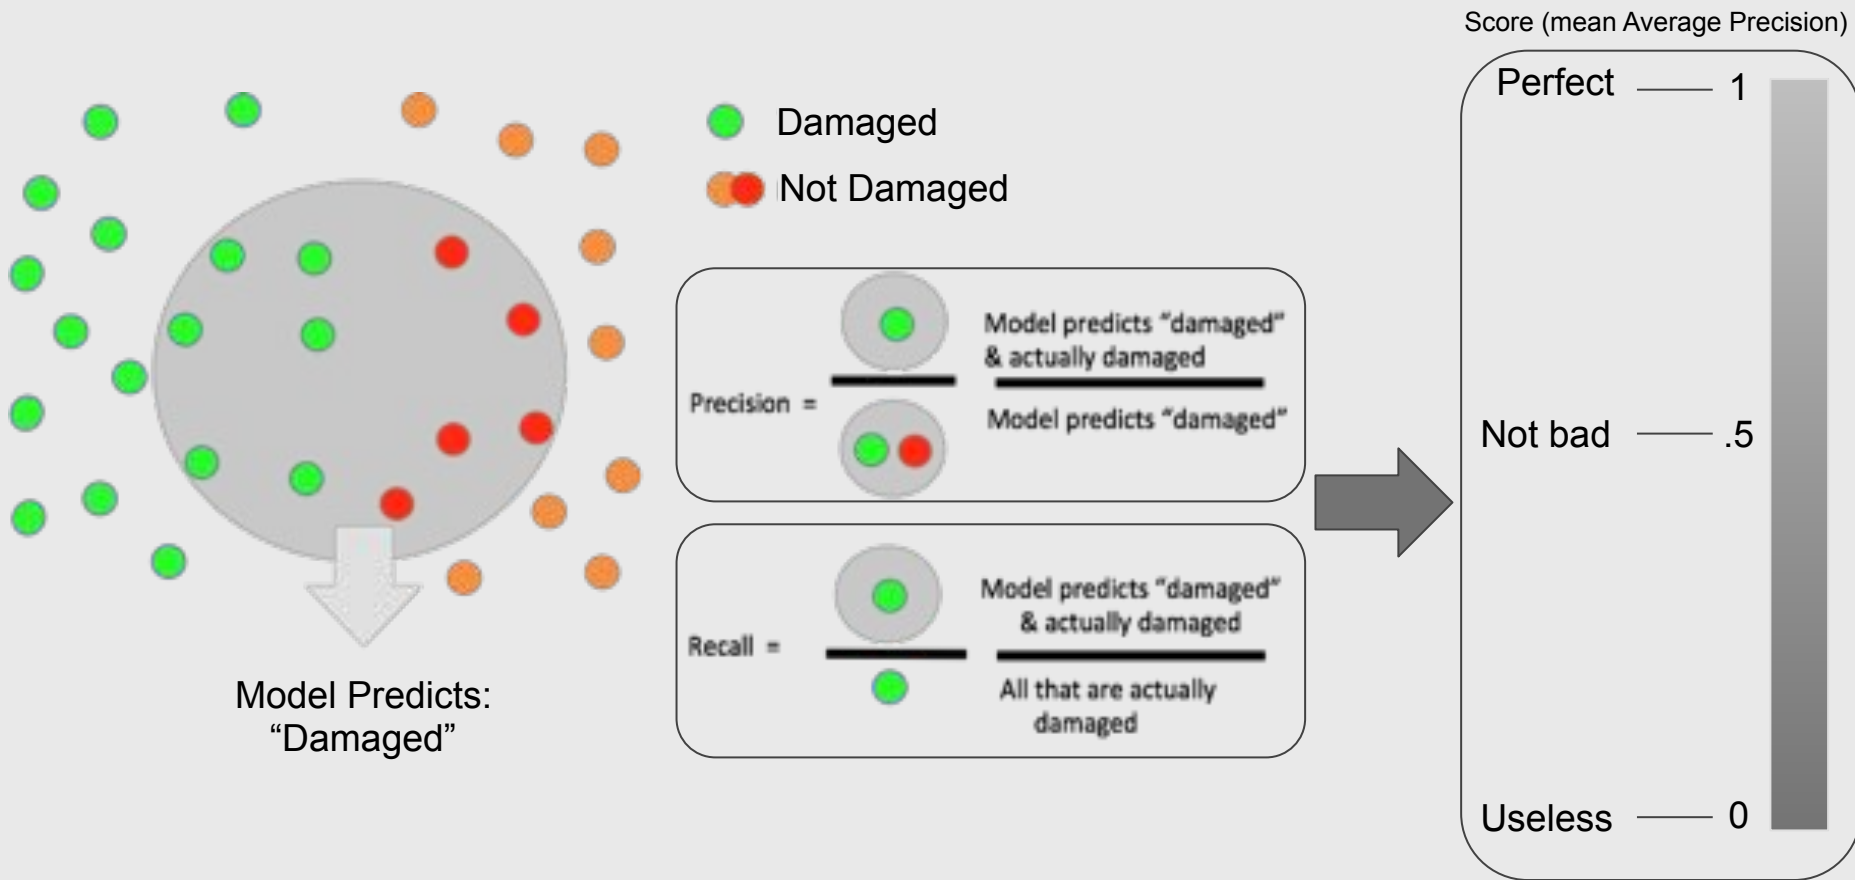 Score (mean Average Precision)
Damaged
Not Damaged
Model Predicts:
“Damaged”
Precision =
Model predicts “damaged”
& actually damaged
Model predicts “damaged”
Recall =
Model predicts “damaged”
& actually damaged
All that are actually
damaged
Perfect 1
Not bad .5
Useless 0